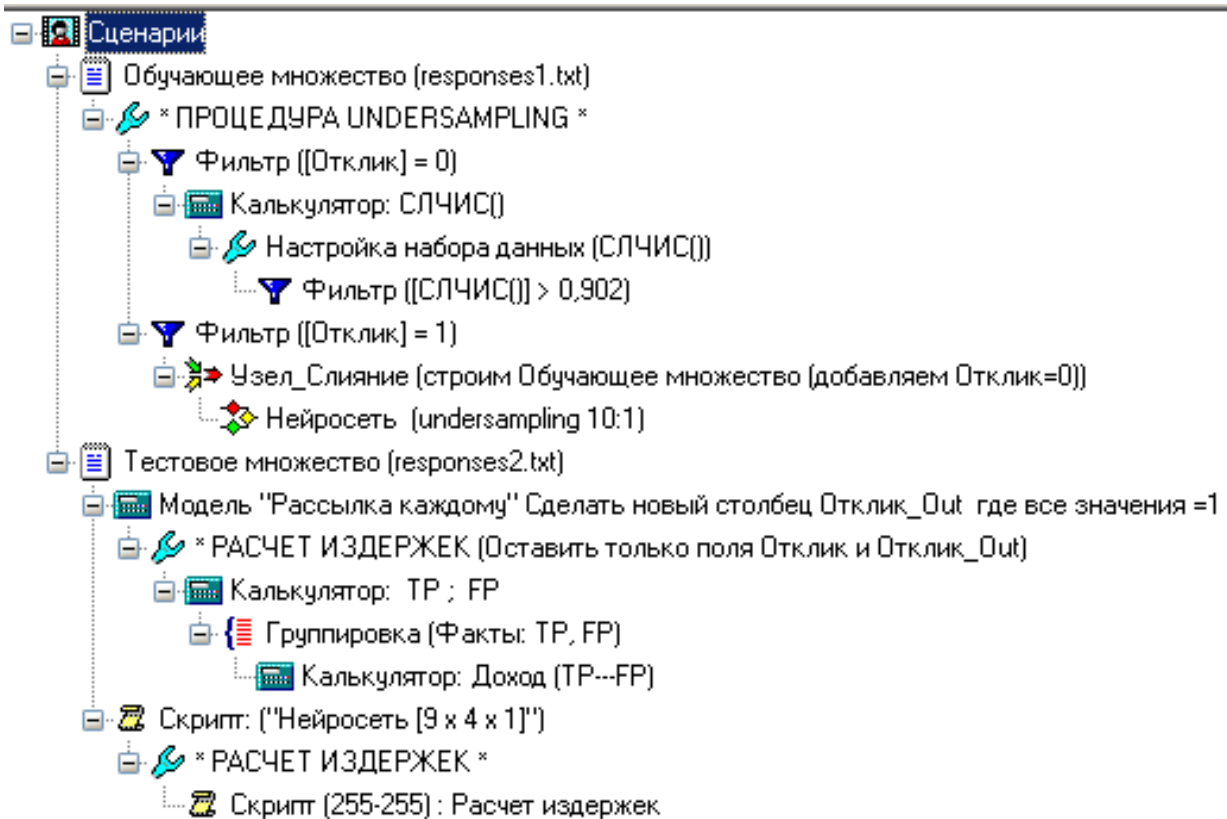 Сценарии
Обучающее множество (responses1.txt)
* ПРОЦЕДУРА UNDERSAMPLING *
Фильтр ([Отклик] = 0)
Калькулятор: СЛЧИС()
Настройка набора данных (СЛЧИС())
Фильтр ([СЛЧИС()] > 0,902)
Фильтр ([Отклик] = 1)
Узел_Слияние (строим Обучающее множество (добавляем Отклик=0))
Нейросеть (undersampling 10:1)
Тестовое множество (responses2.txt)
Модель "Рассылка каждому" Сделать новый столбец Отклик_Out где все значения =1
* РАСЧЕТ ИЗДЕРЖЕК (Оставить только поля Отклик и Отклик_Out)
Калькулятор: TP ; FP
Группировка (Факты: TP, FP)
Калькулятор: Доход (TP---FP)
Скрипт: ("Нейросеть [9 x 4 x 1]")
* РАСЧЕТ ИЗДЕРЖЕК *
Скрипт (255-255) : Расчет издержек